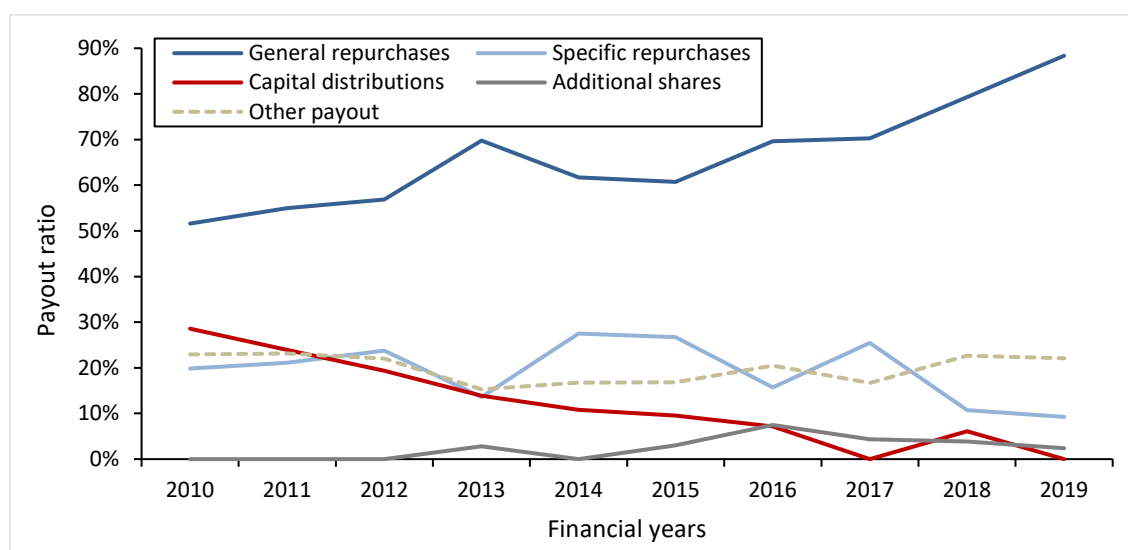 90%
80%
70%
60%
50%
40%
30%
20%
10%
0%
Payout ratio
General repurchases
Specific repurchases
Capital distributions
Additional shares
Other payout
2010 2011 2012 2013 2014 2015 2016 2017 2018 2019
Financial years